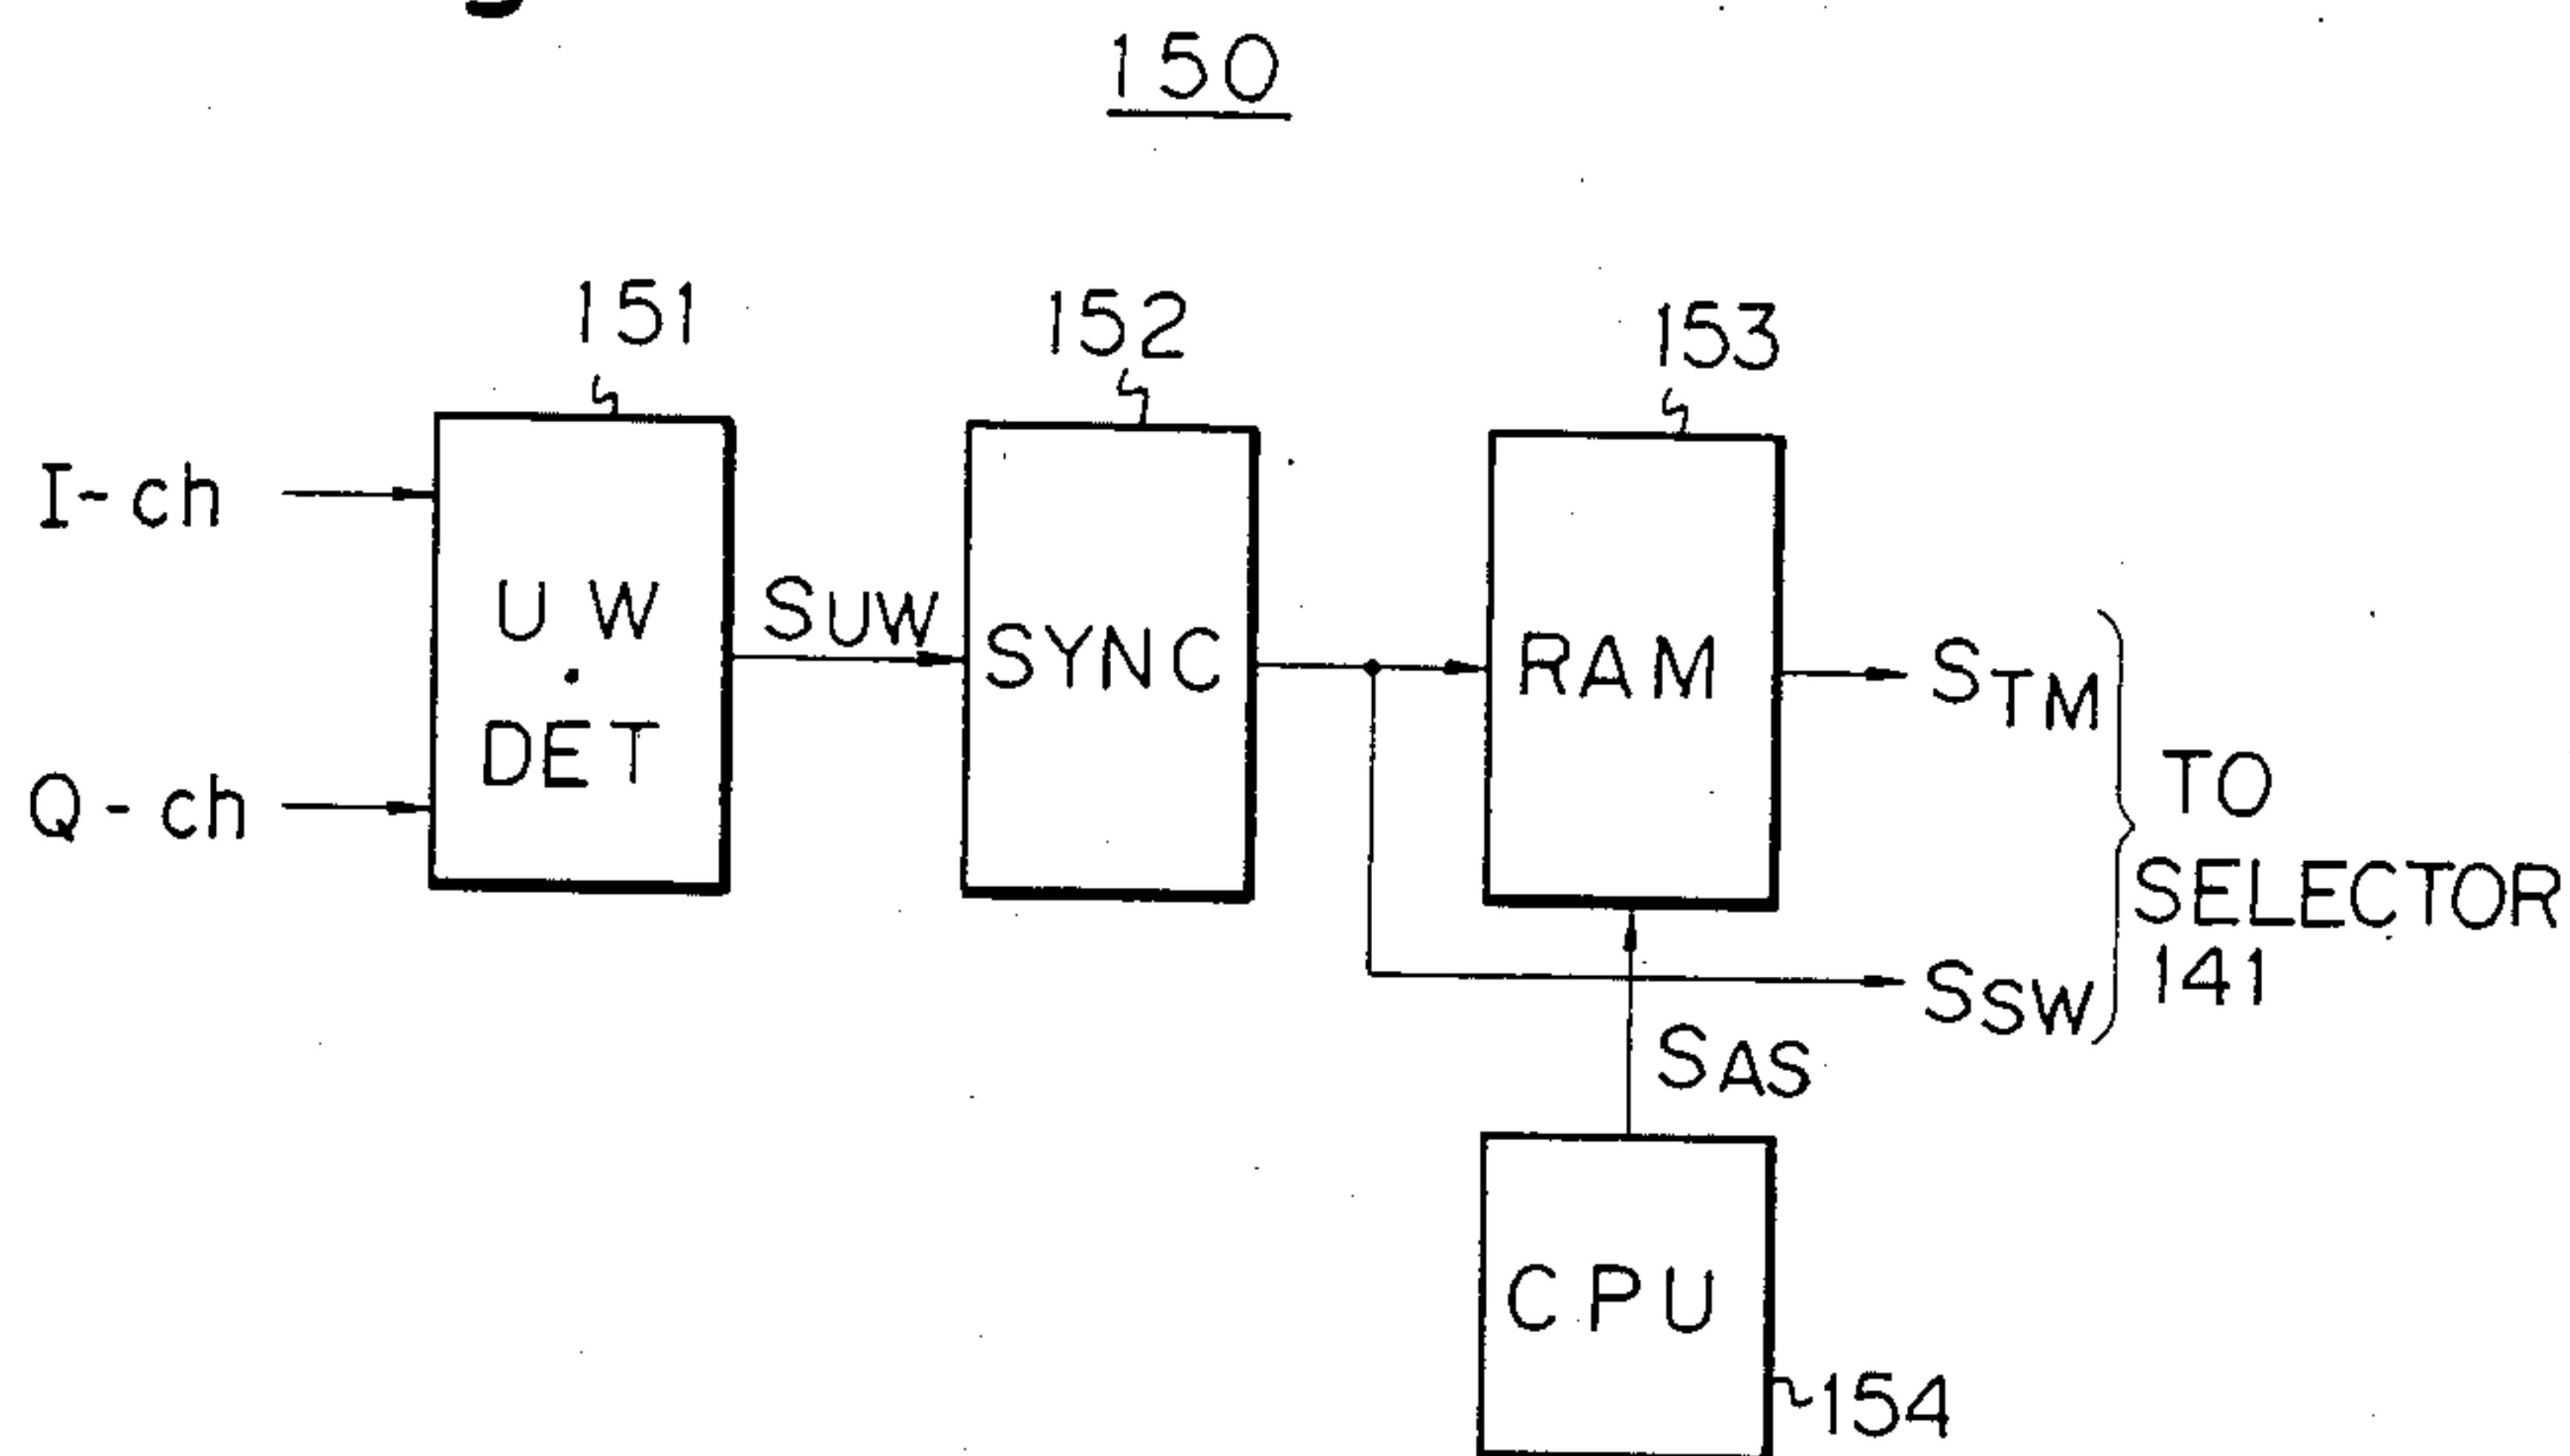 150
151
152
153
I-ch
Q-ch
U W
DET
SUW
SYNC
RAM
STM
SSW
TO
SELECTOR
141
SAS
CPU
154